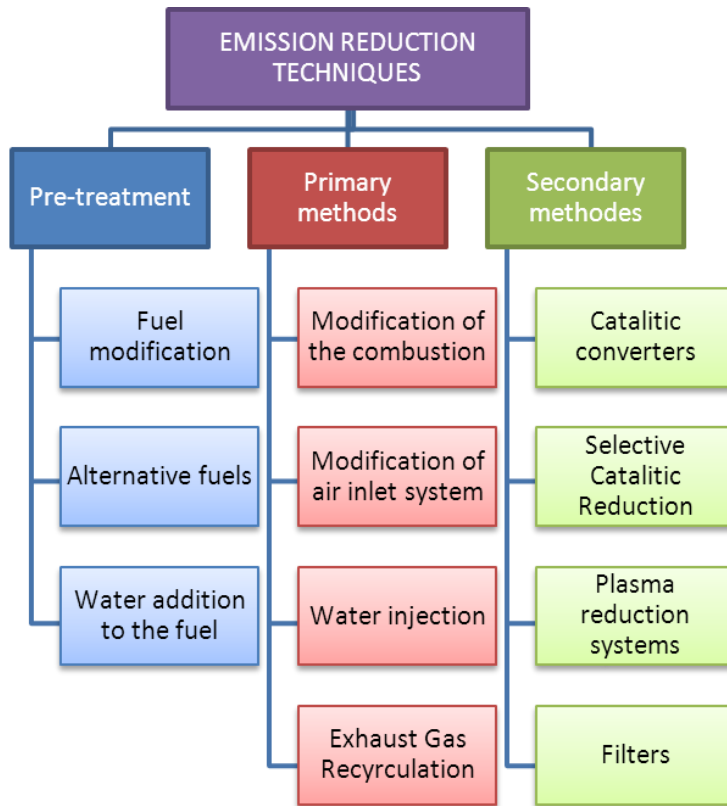 EMISSION REDUCTION
TECHNIQUES
Pre-treatment
Fuel
modification
Alternative fuels
Water addition
to the fuel
Primary
methods
Modification of
the combustion
Modification of
air inlet system
Water injection
Exhaust Gas
Recyrculation
Secondary
methodes
Catalitic
converters
Selective
Catalitic
Reduction
Plasma
reduction
systems
Filters